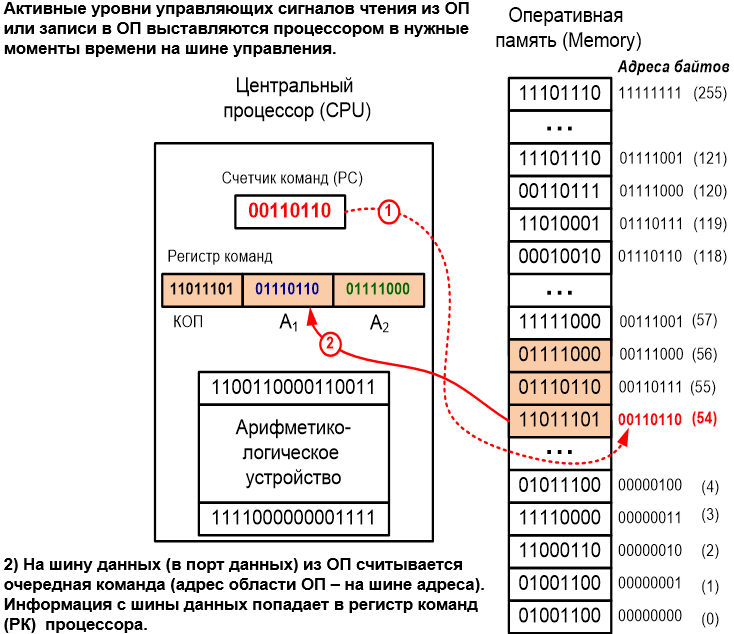 Активные уровни управляющих сигналов чтения из ОП
или записи в ОП выставляются процессором в нужные
моменты времени на шине управления.
Оперативная
память (Memory)
Адреса байтов
Центральный
процессор (CPU)
Счетчик команд (PC)
00110110
1
Регистр команд
11011101 01110110 01111000
КОП А1 А2
2
1100110000110011
Арифметико-
логическое
устройство
1111000000001111
11101110 11111111 (255)
...
11101110 01111001 (121)
00110111 01111000 (120)
11010001 01110111 (119)
00010010 01110110 (118)
...
11111000 00111001 (57)
01111000 00111000 (56)
01110110 00110111 (55)
11011101 00110110 (54)
...
01011100 00000100 (4)
11110000 00000011 (3)
11000110 00000010 (2)
01001100 00000001 (1)
01001100 00000000 (0)
2) На шину данных (в порт данных) из ОП считывается
очередная команда (адрес области ОП – на шине адреса).
Информация с шины данных попадает в регистр команд
(РК) процессора.